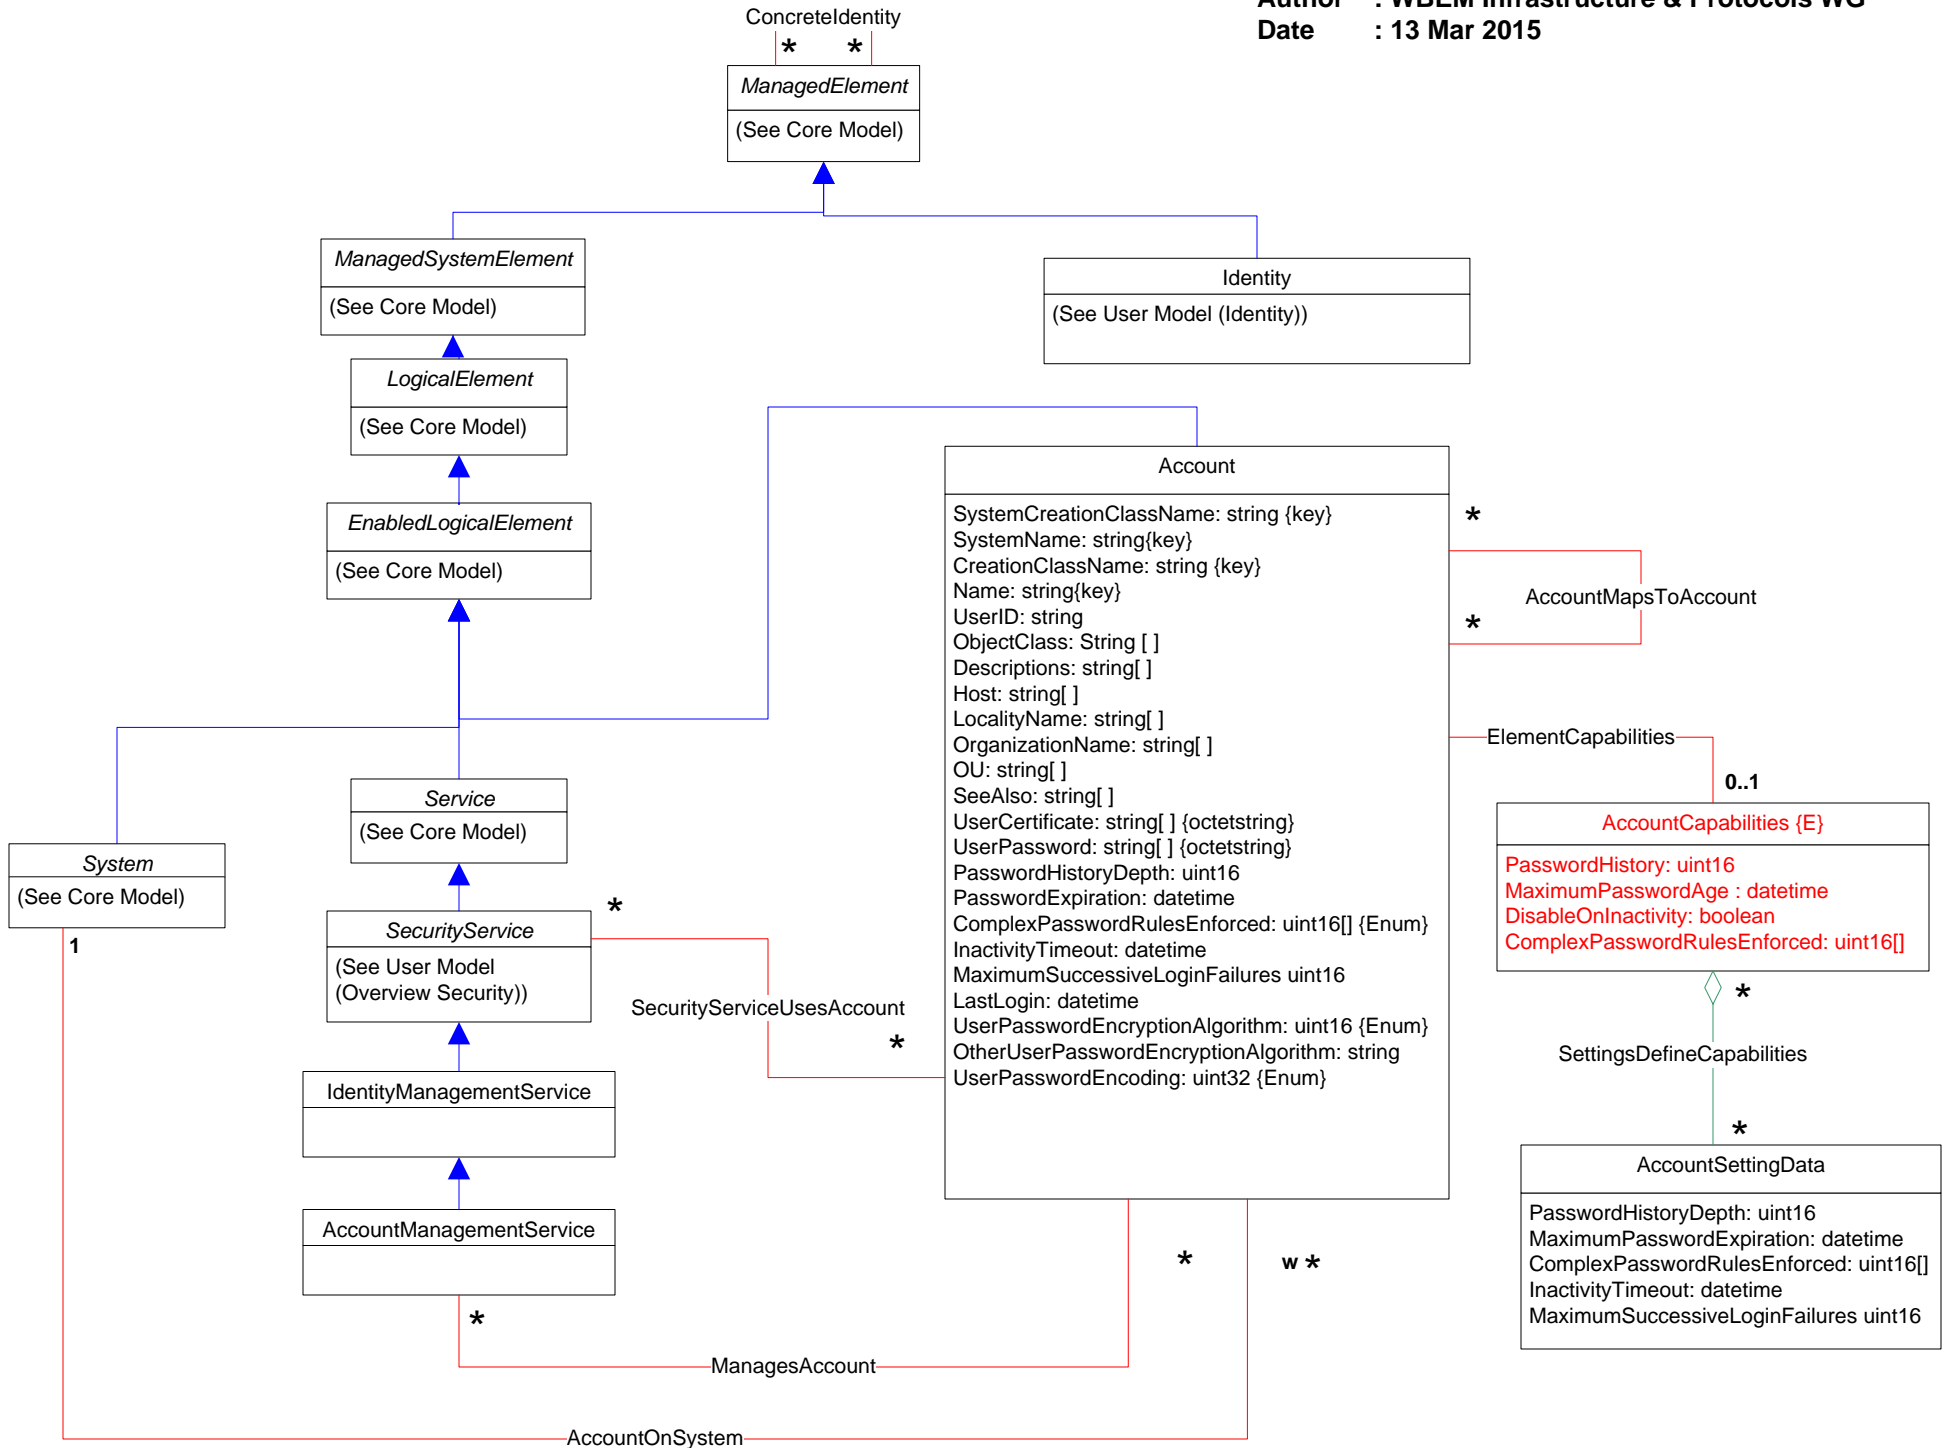 Author : WBEM Infrastructure & Protocols WG
Date : 13 Mar 2015
ConcreteIdentity
* *
ManagedElement
(See Core Model)
ManagedSystemElement
(See Core Model)
Identity
(See User Model (Identity))
LogicalElement
(See Core Model)
EnabledLogicalElement
(See Core Model)
Account
SystemCreationClassName: string {key}
SystemName: string{key}
CreationClassName: string {key}
Name: string{key}
UserID: string
ObjectClass: String [ ]
Descriptions: string[ ]
Host: string[ ]
LocalityName: string[ ]
OrganizationName: string[ ]
OU: string[ ]
SeeAlso: string[ ]
UserCertificate: string[ ] {octetstring}
UserPassword: string[ ] {octetstring}
PasswordHistoryDepth: uint16
PasswordExpiration: datetime
ComplexPasswordRulesEnforced: uint16[] {Enum}
InactivityTimeout: datetime
MaximumSuccessiveLoginFailures uint16
LastLogin: datetime
UserPasswordEncryptionAlgorithm: uint16 {Enum}
OtherUserPasswordEncryptionAlgorithm: string
UserPasswordEncoding: uint32 {Enum}
*
AccountMapsToAccount
*
ElementCapabilities
0..1
AccountCapabilities {E}
PasswordHistory: uint16
MaximumPasswordAge : datetime
DisableOnInactivity: boolean
ComplexPasswordRulesEnforced: uint16[]
*
SettingsDefineCapabilities
*
AccountSettingData
PasswordHistoryDepth: uint16
MaximumPasswordExpiration: datetime
ComplexPasswordRulesEnforced: uint16[]
InactivityTimeout: datetime
MaximumSuccessiveLoginFailures uint16
Service
(See Core Model)
System
(See Core Model)
1
SecurityService
(See User Model
(Overview Security))
*
SecurityServiceUsesAccount
*
IdentityManagementService
AccountManagementService
*
* w *
ManagesAccount
AccountOnSystem